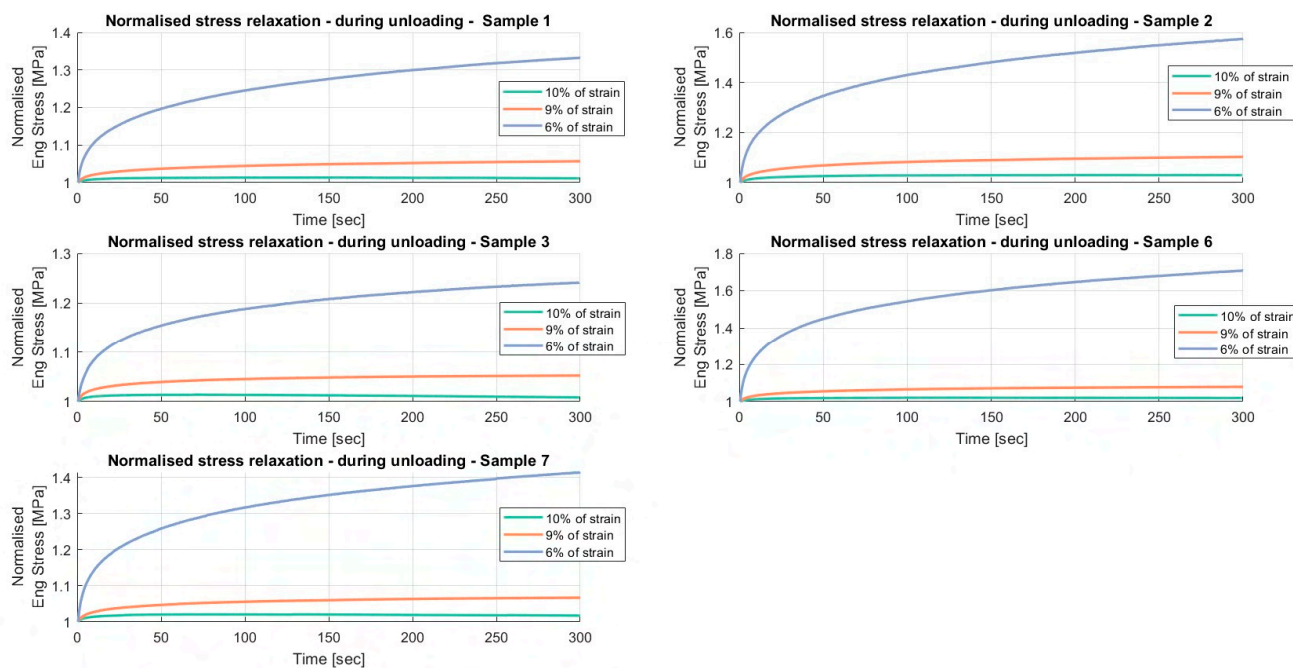 Normalised stress relaxation - during unloading - Sample 1
Normalised
Eng Stress [MPa]
1.4
1.3
1.2
1.1
1
0
50
100
150
200
250
300
Time [sec]
10% of strain
9% of strain
6% of strain
Normalised stress relaxation - during unloading - Sample 2
Normalised
Eng Stress [MPa]
1.6
1.4
1.2
1
0
50
100
150
200
250
300
Time [sec]
10% of strain
9% of strain
6% of strain
Normalised stress relaxation - during unloading - Sample 3
Normalised
Eng Stress [MPa]
1.3
1.2
1.1
1
0
50
100
150
200
250
300
Time [sec]
10% of strain
9% of strain
6% of strain
Normalised stress relaxation - during unloading - Sample 6
Normalised
Eng Stress [MPa]
1.8
1.6
1.4
1.2
1
0
50
100
150
200
250
300
Time [sec]
10% of strain
9% of strain
6% of strain
Normalised stress relaxation - during unloading - Sample 7
Normalised
Eng Stress [MPa]
1.4
1.3
1.2
1.1
1
0
50
100
150
200
250
300
Time [sec]
10% of strain
9% of strain
6% of strain